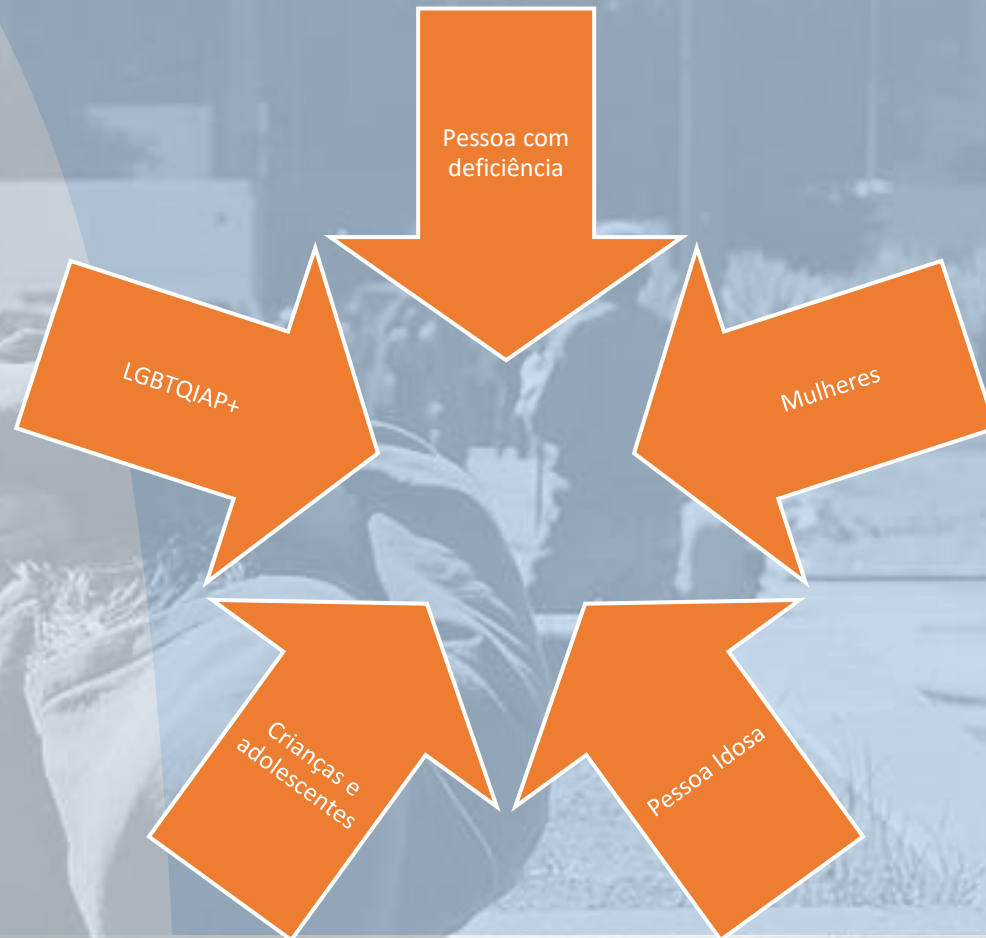 Pessoa com
deficiência
LGBTQIAP+
Mulheres
Crianças e
adolescentes
Pessoa Idosa